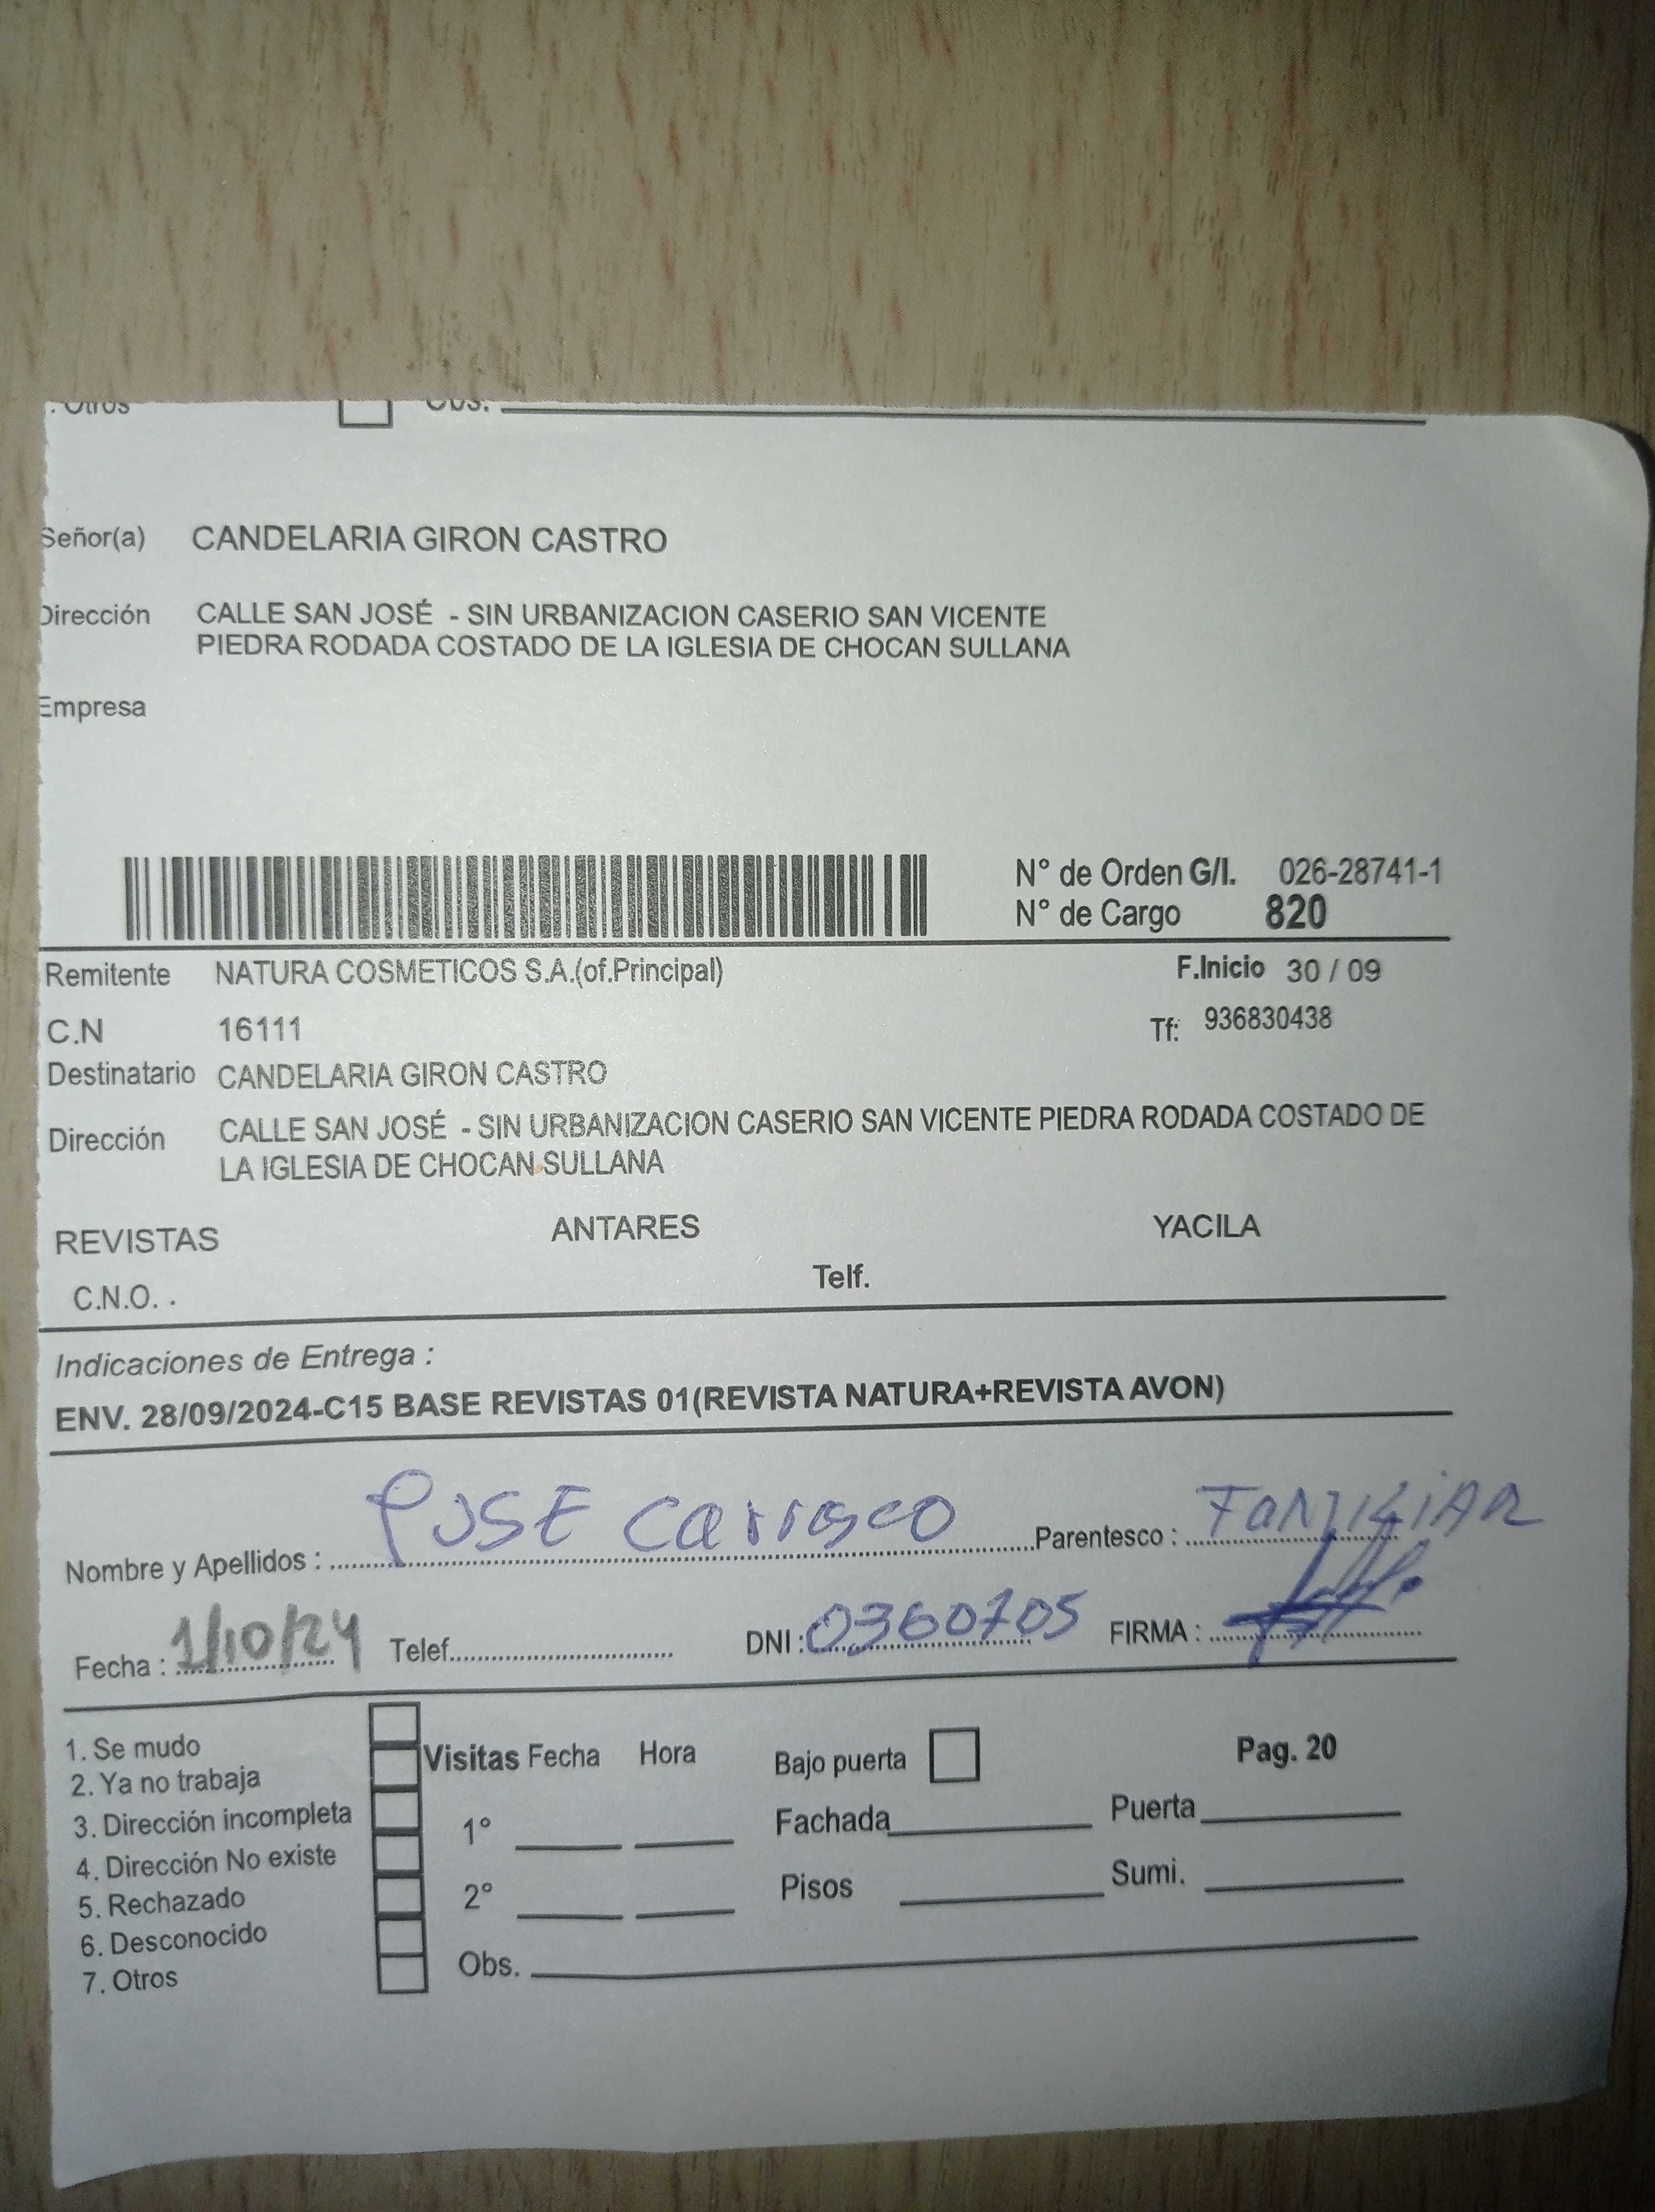 . Otros Obs.
Señor(a) CANDELARIA GIRON CASTRO
Dirección CALLE SAN JOSÉ - SIN URBANIZACION CASERIO SAN VICENTE
PIEDRA RODADA COSTADO DE LA IGLESIA DE CHOCAN SULLANA
Empresa
N° de Orden G/I. 026-28741-1
N° de Cargo 820
Remitente NATURA COSMETICOS S.A.(of.Principal) F.Inicio 30 / 09
C.N 16111 Tf: 936830438
Destinatario CANDELARIA GIRON CASTRO
Dirección CALLE SAN JOSÉ - SIN URBANIZACION CASERIO SAN VICENTE PIEDRA RODADA COSTADO DE
LA IGLESIA DE CHOCAN SULLANA
REVISTAS ANTARES YACILA
C.N.O. . Telf.
Indicaciones de Entrega :
ENV. 28/09/2024-C15 BASE REVISTAS 01(REVISTA NATURA+REVISTA AVON)
Nombre y Apellidos : JOSE Carrasco Parentesco : FAMILIAR
Fecha : 1/10/24 Telef. DNI : 0360705 FIRMA :
1. Se mudo
2. Ya no trabaja
3. Dirección incompleta
4. Dirección No existe
5. Rechazado
6. Desconocido
7. Otros
Visitas Fecha Hora
1°
2°
Obs.
Bajo puerta Pag. 20
Fachada Puerta
Pisos Sumi.